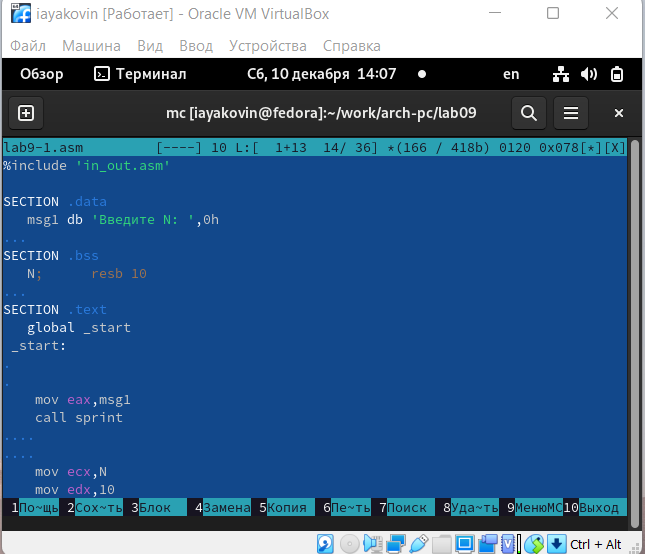 iayakovin [Работает] - Oracle VM VirtualBox
Файл Машина Вид Ввод Устройства Справка
Обзор Терминал Сб, 10 декабря 14:07 en
mc [iayakovin@fedora]:~/work/arch-pc/lab09
lab9-1.asm [----] 10 L:[ 1+13 14/ 36] *(166 / 418b) 0120 0x078[*][X]
%include 'in_out.asm'
SECTION .data
msg1 db 'Введите N: ',0h
...
SECTION .bss
N; resb 10
...
SECTION .text
global _start
_start:
.
.
mov eax,msg1
call sprint
....
....
mov ecx,N
mov edx,10
1По~щь 2Сох~ть 3Блок 4Замена 5Копия 6Пе~ть 7Поиск 8Уда~ть 9МенюMC 10Выход
Ctrl + Alt